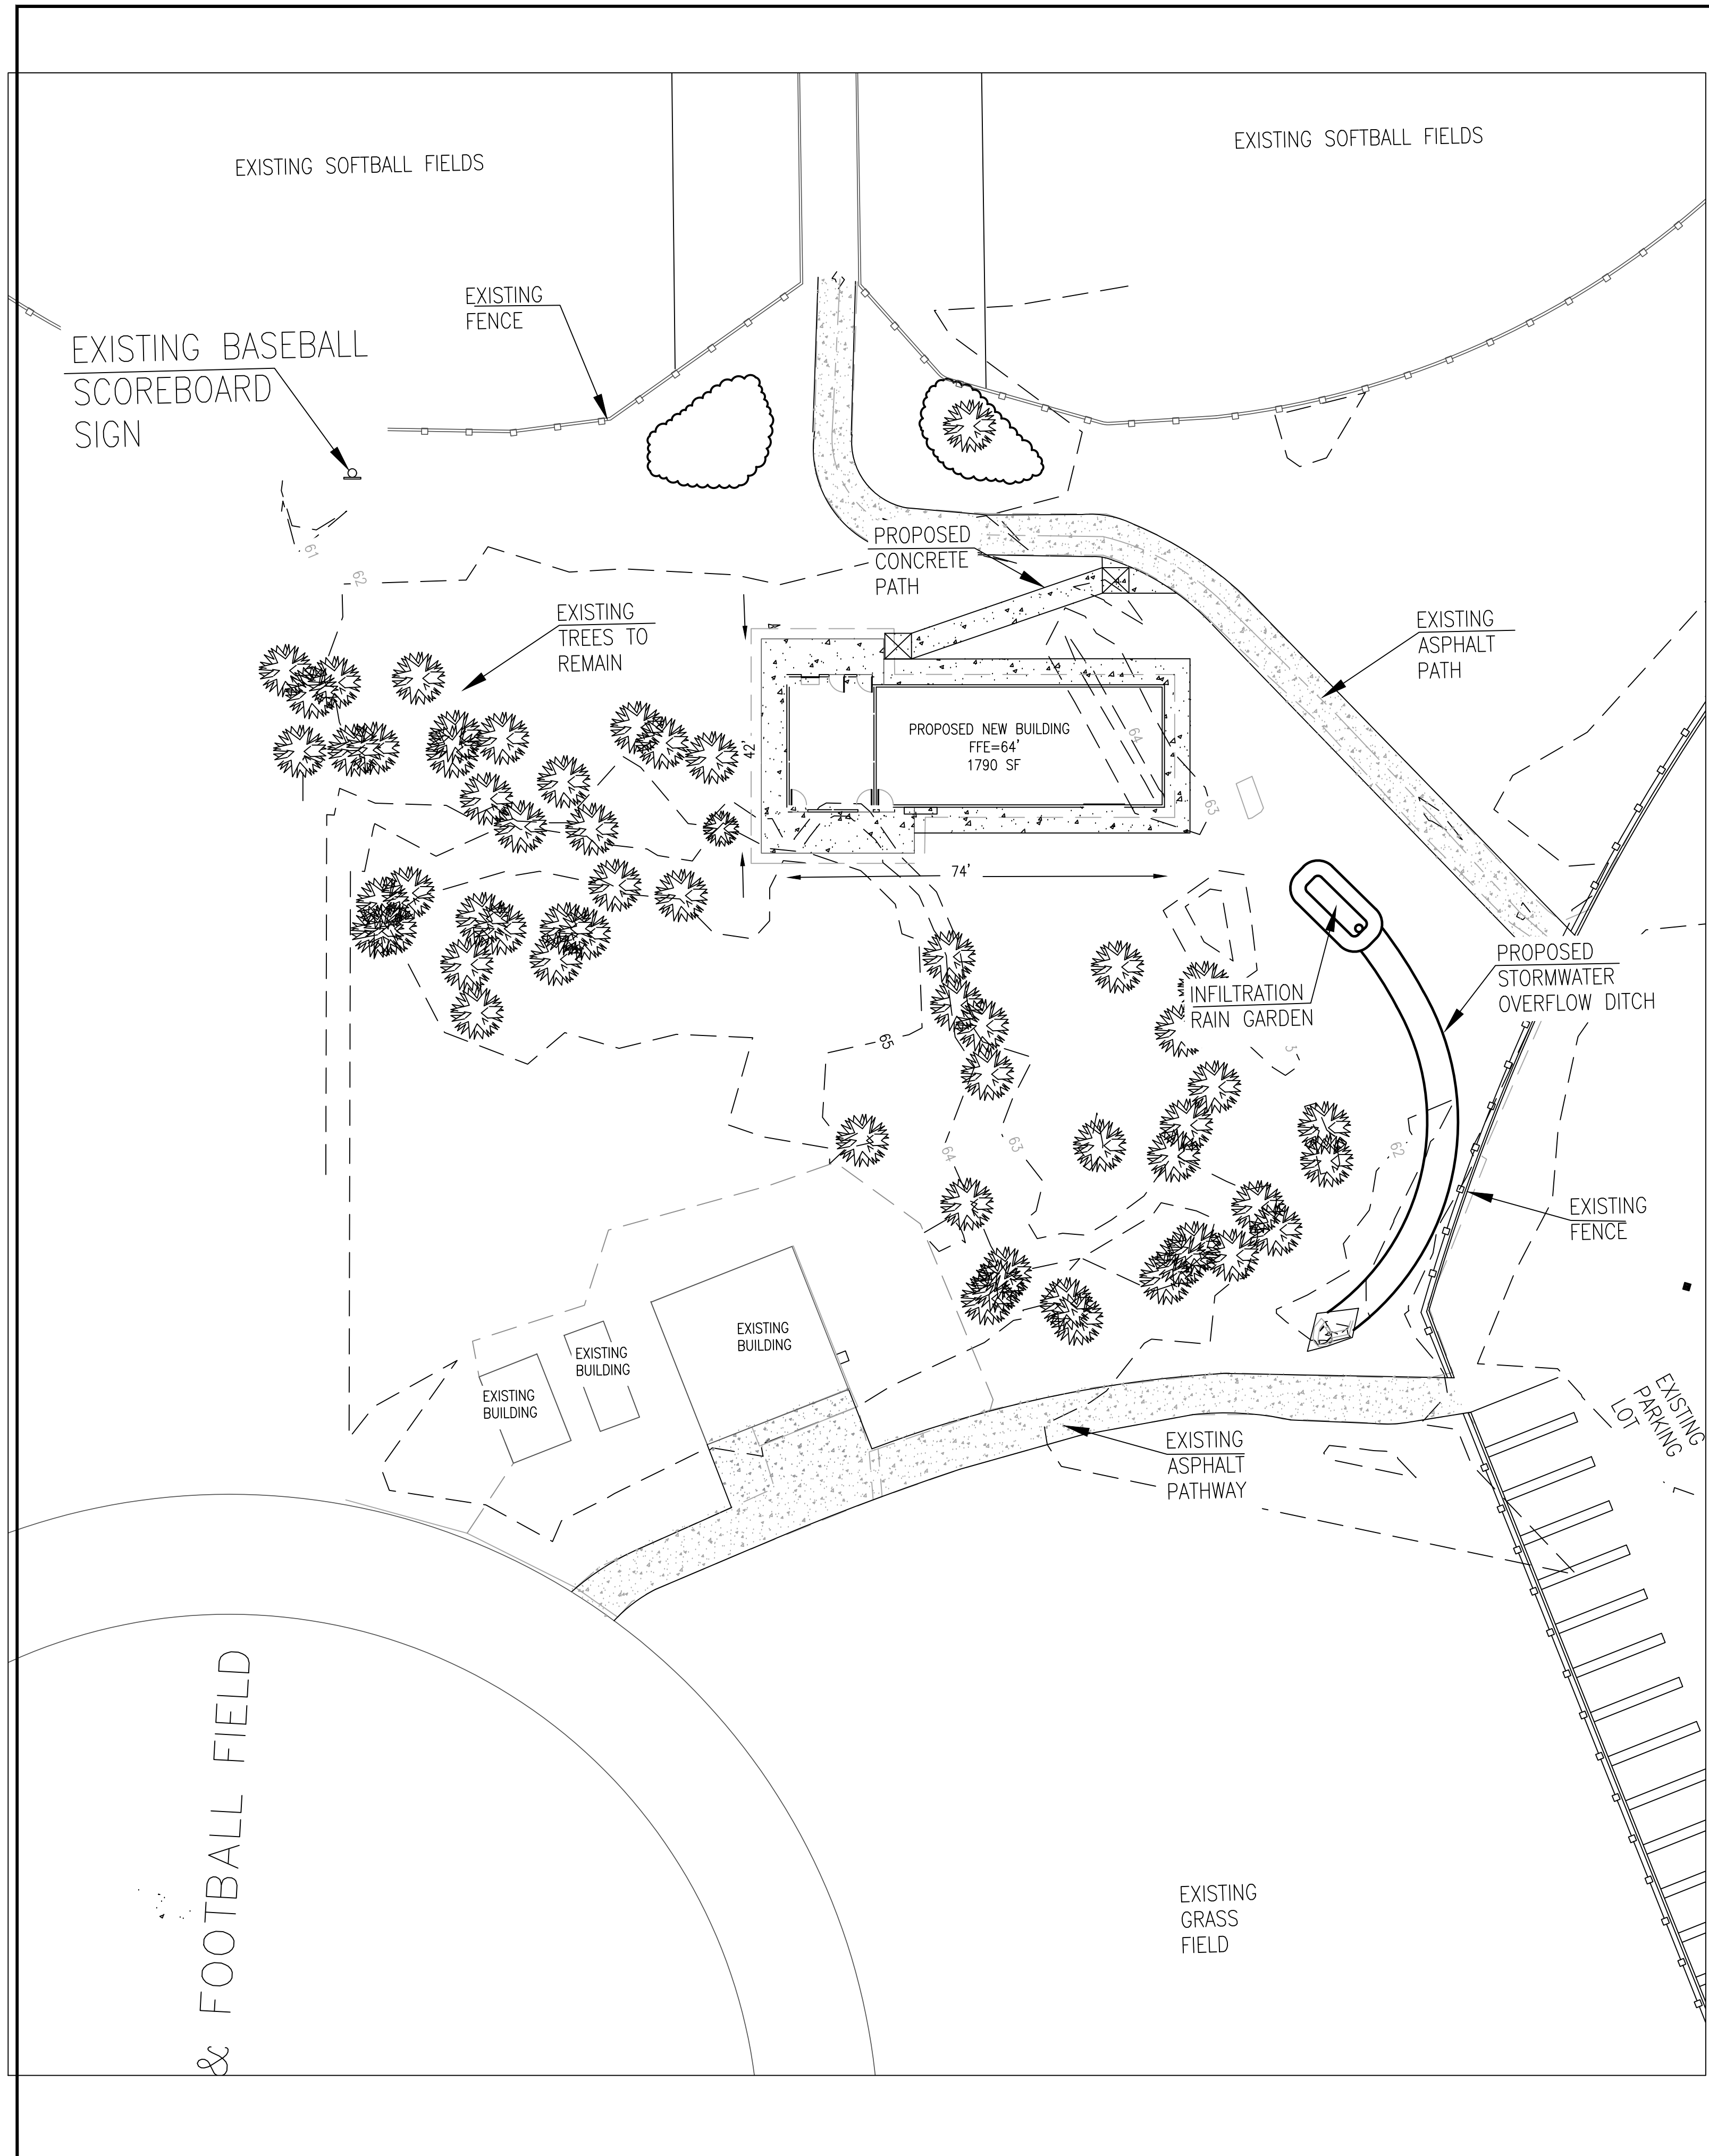 EXISTING SOFTBALL FIELDS
EXISTING SOFTBALL FIELDS
EXISTING
FENCE
EXISTING BASEBALL
SCOREBOARD
SIGN
61
62
PROPOSED
CONCRETE
PATH
EXISTING
TREES TO
REMAIN
EXISTING
ASPHALT
PATH
PROPOSED NEW BUILDING
FFE=64'
1790 SF
42'
64
63
74'
PROPOSED
STORMWATER
OVERFLOW DITCH
INFILTRATION
RAIN GARDEN
65
3
64
63
62
EXISTING
FENCE
EXISTING
BUILDING
EXISTING
BUILDING
EXISTING
BUILDING
EXISTING
PARKING
LOT
EXISTING
ASPHALT
PATHWAY
& FOOTBALL FIELD
EXISTING
GRASS
FIELD